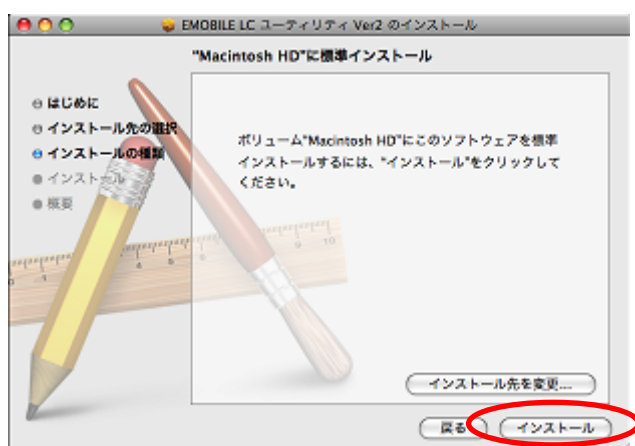 EMOBILE LC ユーティリティ Ver2 のインストール
"Macintosh HD"に標準インストール
はじめに
インストール先の選択
インストールの種類
インストール
概要
ボリューム"Macintosh HD"にこのソフトウェアを標準
インストールするには、"インストール"をクリックして
ください。
4 5 9 10
インストール先を変更...
戻る
インストール